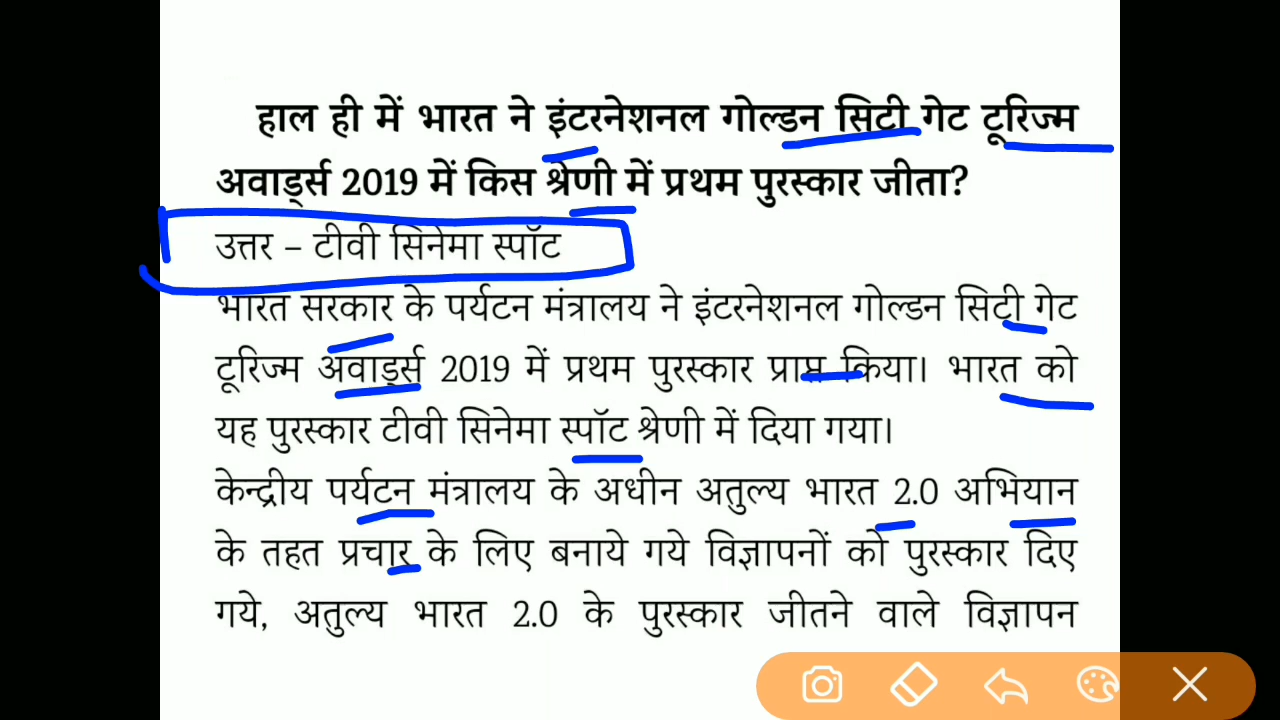 हाल ही में भारत ने इंटरनेशनल गोल्डन सिटी गेट टूरिज्म
अवार्ड्स 2019 में किस श्रेणी में प्रथम पुरस्कार जीता?
उत्तर – टीवी सिनेमा स्पॉट
भारत सरकार के पर्यटन मंत्रालय ने इंटरनेशनल गोल्डन सिटी गेट
टूरिज्म अवार्ड्स 2019 में प्रथम पुरस्कार प्राप्त किया। भारत को
यह पुरस्कार टीवी सिनेमा स्पॉट श्रेणी में दिया गया।
केन्द्रीय पर्यटन मंत्रालय के अधीन अतुल्य भारत 2.0 अभियान
के तहत प्रचार के लिए बनाये गये विज्ञापनों को पुरस्कार दिए
गये, अतुल्य भारत 2.0 के पुरस्कार जीतने वाले विज्ञापन